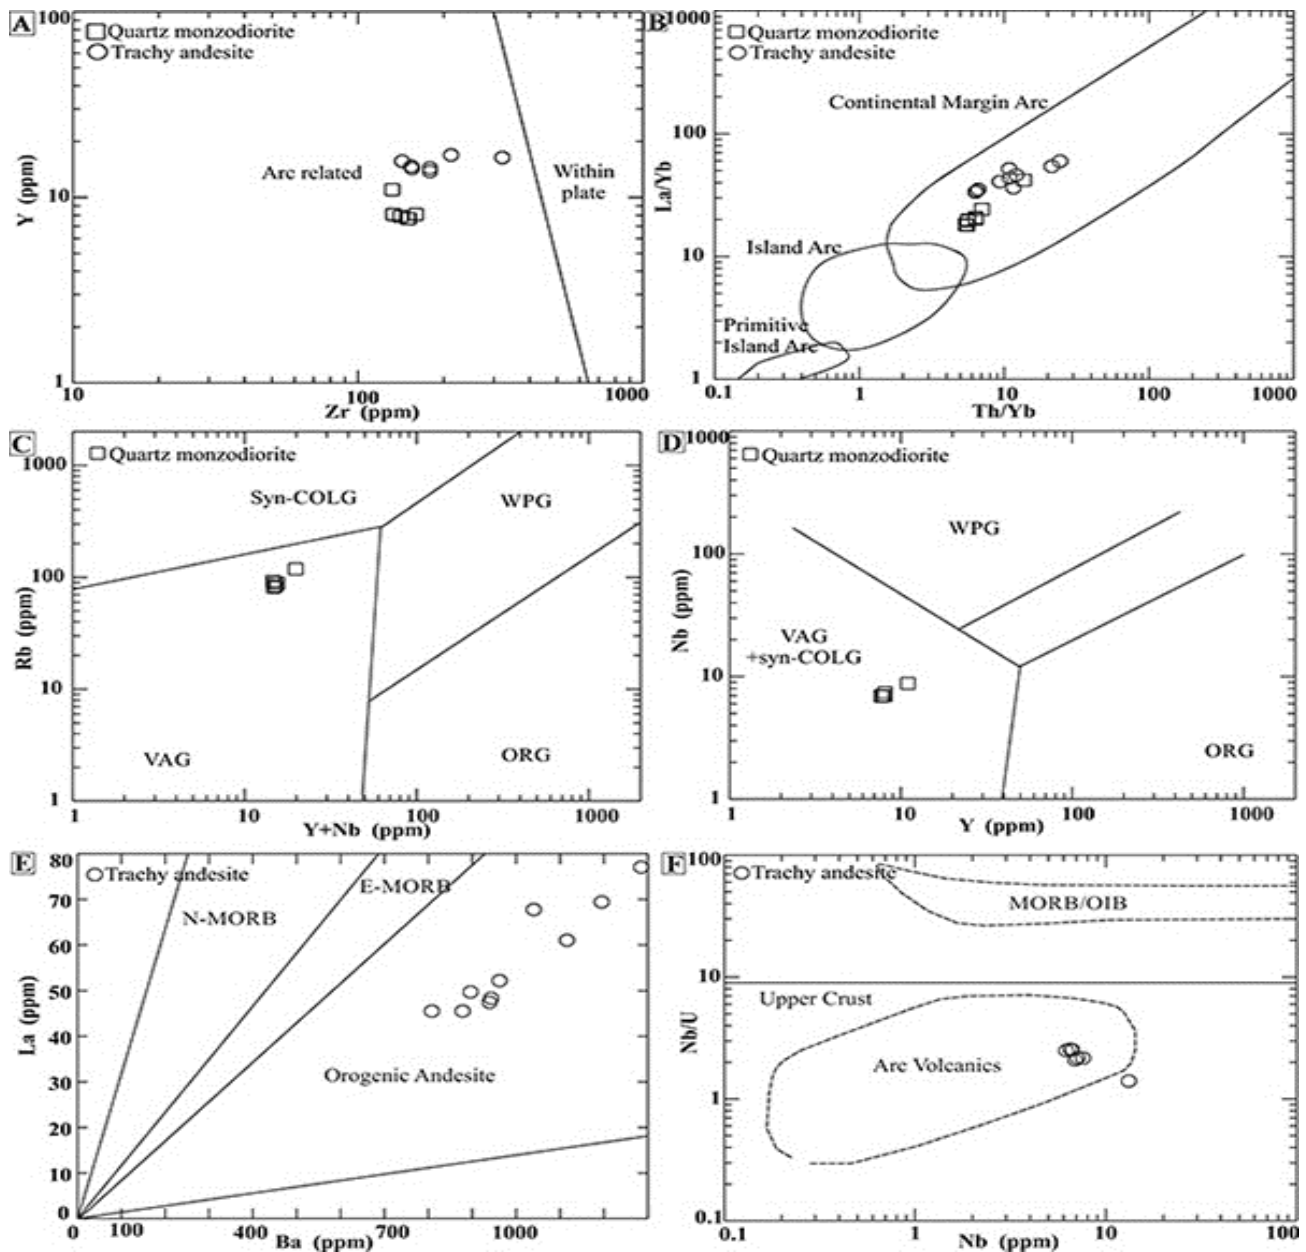 A
Quartz monzodiorite
Trachy andesite
100
10
1
Y (ppm)
Arc related
Within
plate
10
100
1000
Zr (ppm)
B
Quartz monzodiorite
Trachy andesite
1000
100
10
1
La/Yb
Continental Margin Arc
Island Arc
Primitive
Island Arc
0.1
1
10
100
1000
Th/Yb
C
Quartz monzodiorite
1000
100
10
1
Rb (ppm)
Syn-COLG
WPG
VAG
ORG
1
10
100
1000
Y+Nb (ppm)
D
Quartz monzodiorite
1000
100
10
1
Nb (ppm)
WPG
VAG
+syn-COLG
ORG
1
10
100
1000
Y (ppm)
E
Trachy andesite
80
70
60
50
40
30
20
10
0
La (ppm)
N-MORB
E-MORB
Orogenic Andesite
0
100
400
700
1000
Ba (ppm)
F
Trachy andesite
100
10
1
0.1
Nb/U
MORB/OIB
Upper Crust
Arc Volcanics
0.1
1
10
100
Nb (ppm)